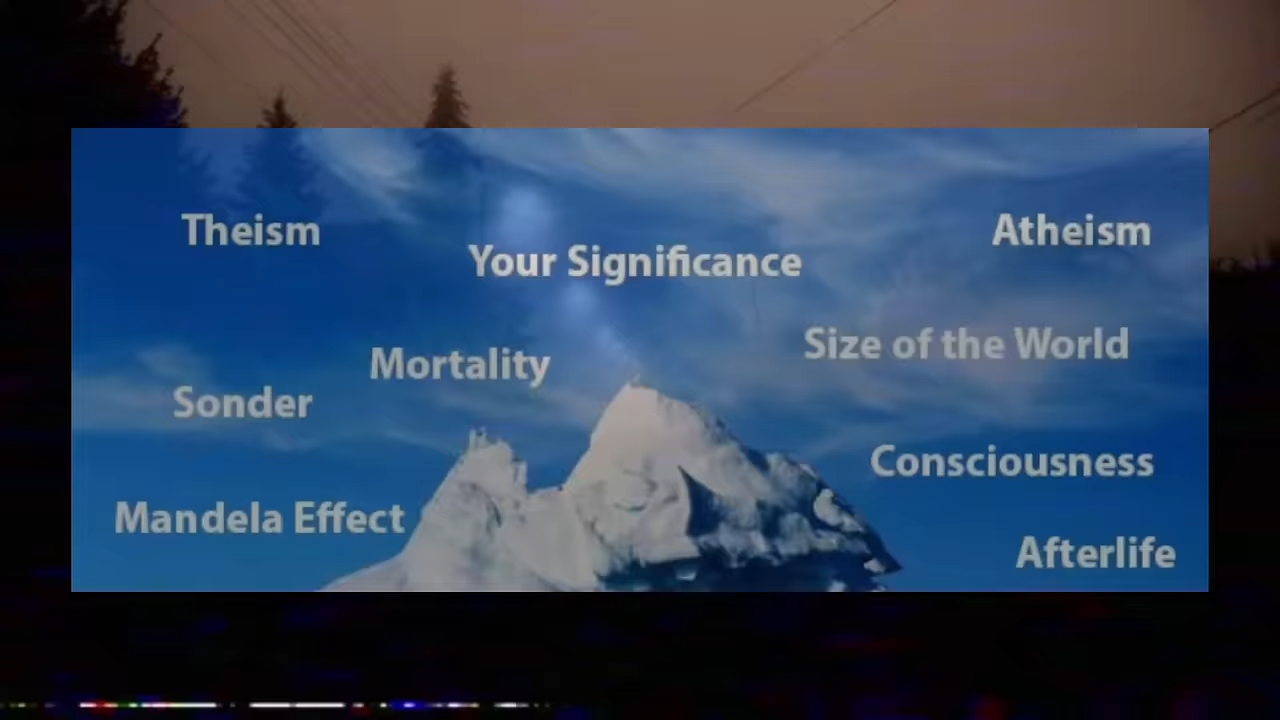 Theism
Atheism
Your Significance
Size of the World
Mortality
Sonder
Consciousness
Mandela Effect
Afterlife